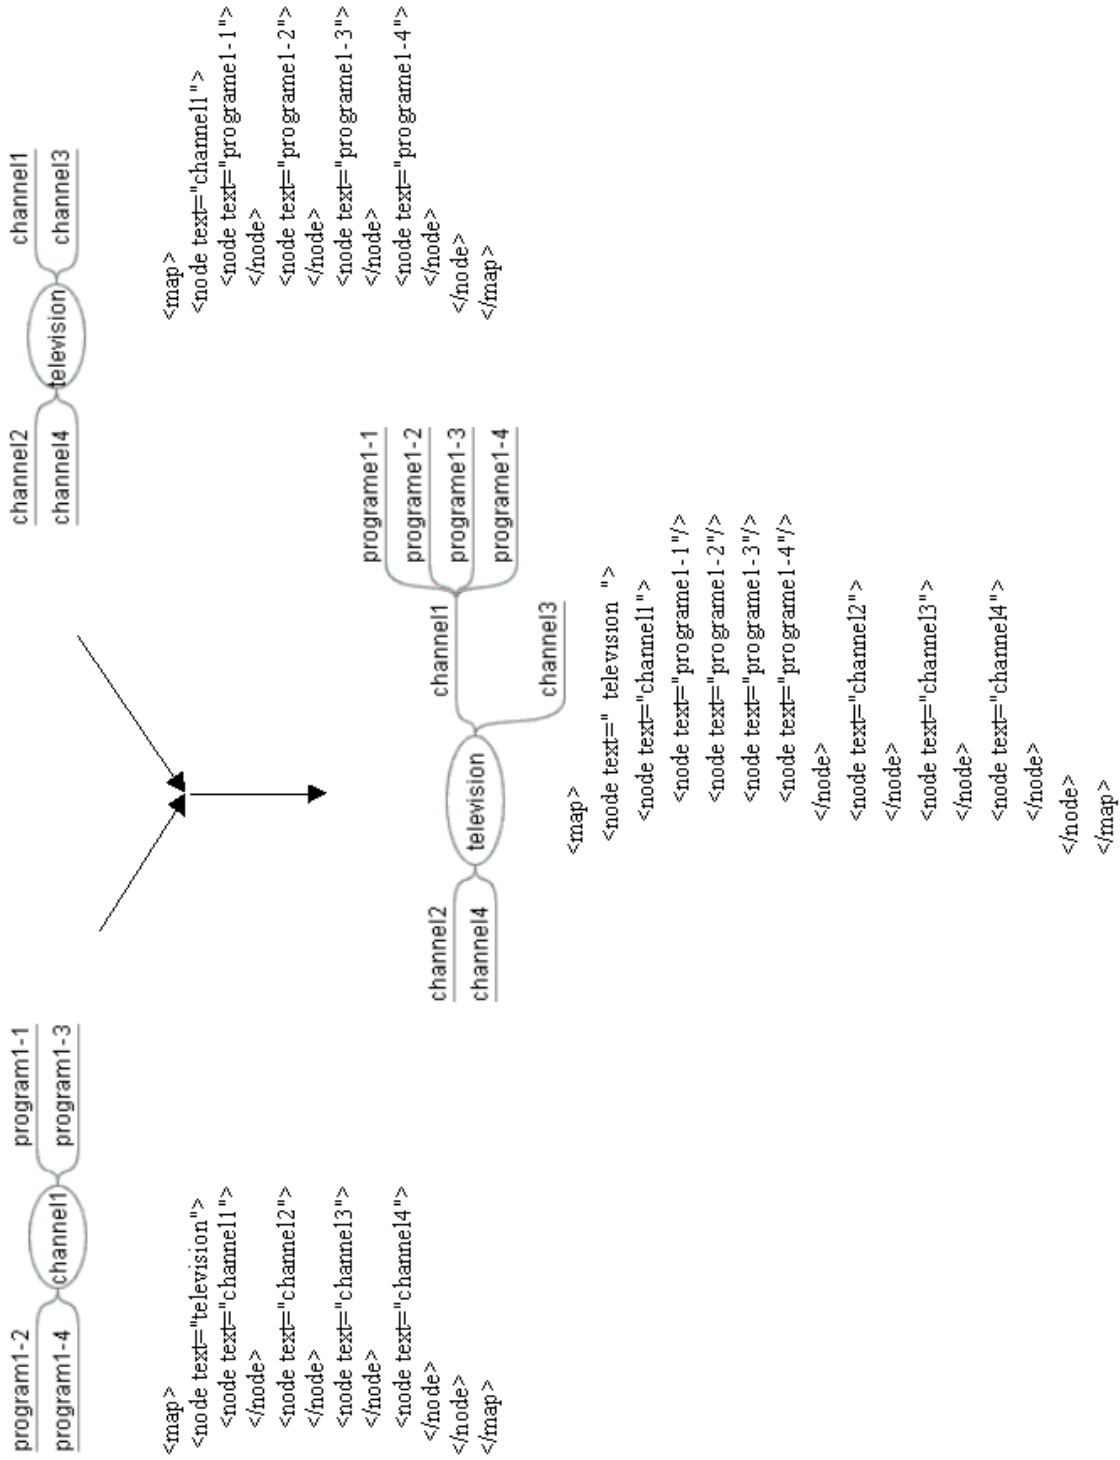 program1-2
program1-1
channel1
program1-4
program1-3
<map>
<node text="television">
<node text="channel1">
</node>
<node text="channel2">
</node>
<node text="channel3">
</node>
<node text="channel4">
</node>
</node>
</map>
channel2
channel1
television
channel4
channel3
<map>
<node text="channel1">
<node text="programe1-1">
</node>
<node text="programe1-2">
</node>
<node text="programe1-3">
</node>
<node text="programe1-4">
</node>
</node>
</map>
programe1-1
programe1-2
channel2
channel1
programe1-3
television
channel4
programe1-4
channel3
<map>
<node text=" television ">
<node text="channel1">
<node text="programe1-1"/>
<node text="programe1-2"/>
<node text="programe1-3"/>
<node text="programe1-4"/>
</node>
<node text="channel2">
</node>
<node text="channel3">
</node>
<node text="channel4">
</node>
</node>
</map>